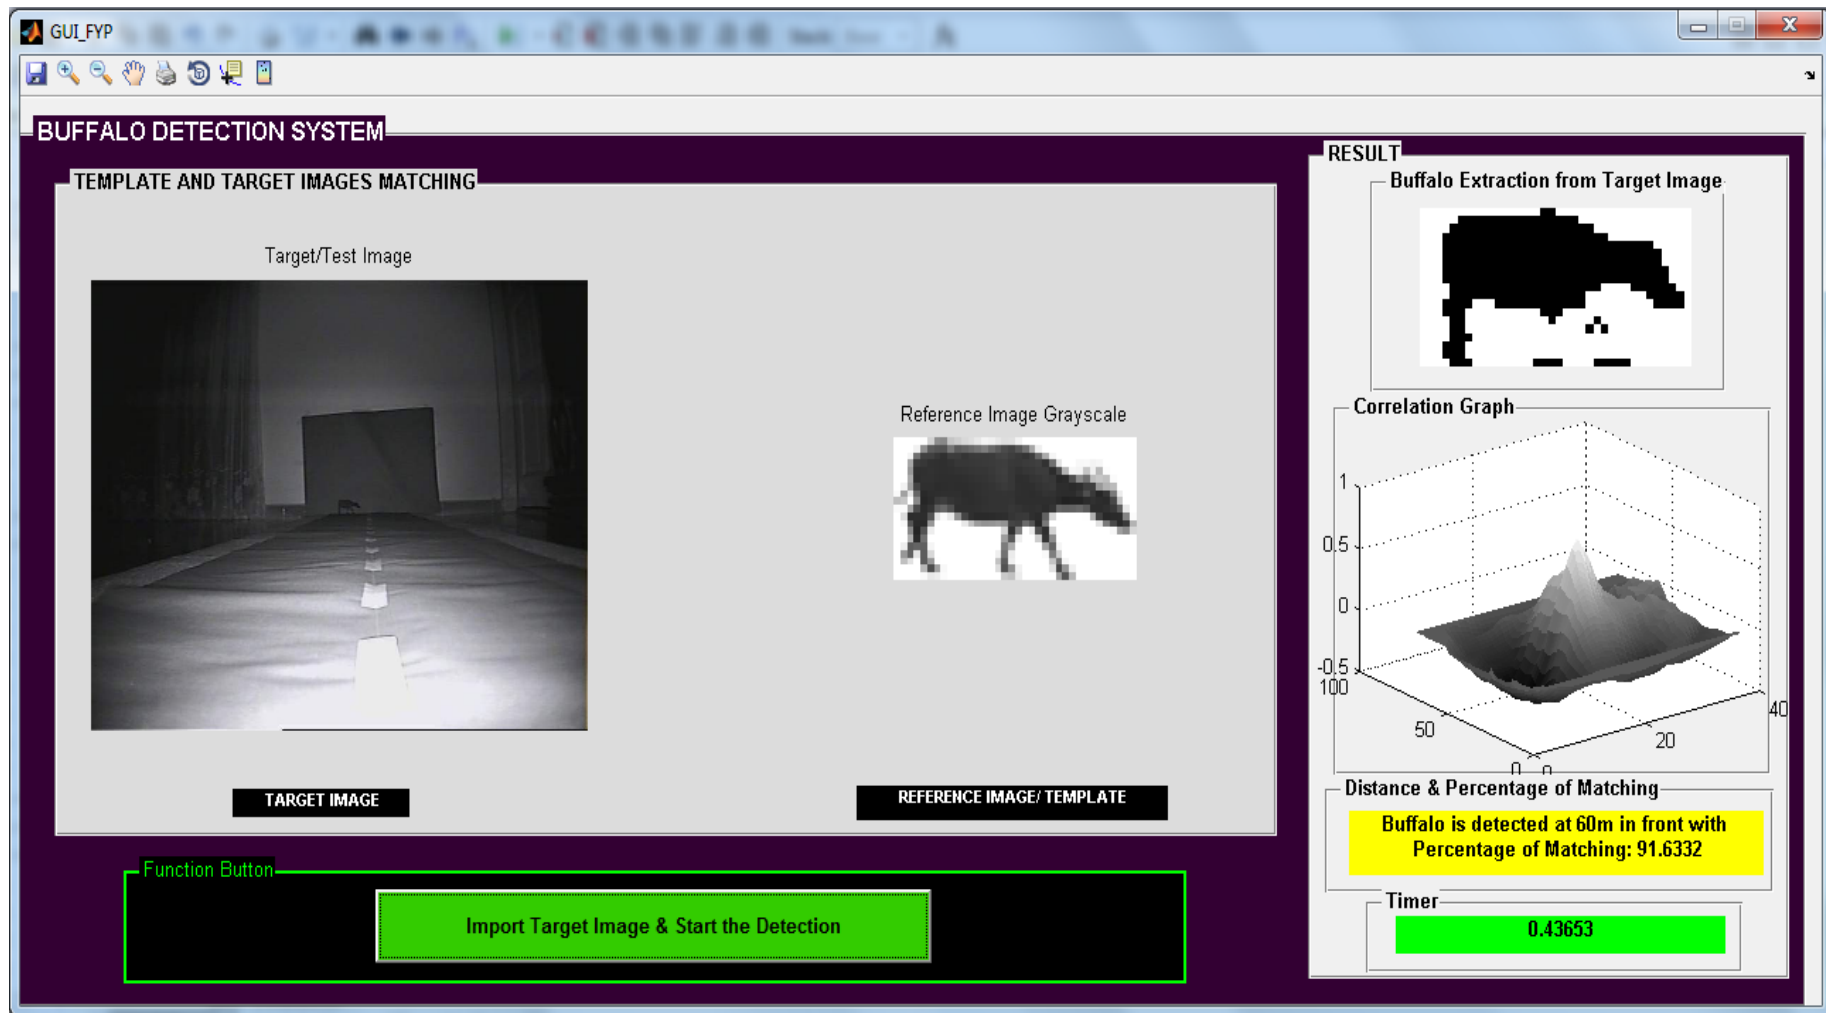 GUI_FYP
BUFFALO DETECTION SYSTEM
TEMPLATE AND TARGET IMAGES MATCHING
Target/Test Image
Reference Image Grayscale
TARGET IMAGE
REFERENCE IMAGE/ TEMPLATE
Function Button
Import Target Image & Start the Detection
RESULT
Buffalo Extraction from Target Image
Correlation Graph
1
0.5
0
-0.5
100
50
0
0
20
40
Distance & Percentage of Matching
Buffalo is detected at 60m in front with
Percentage of Matching: 91.6332
Timer
0.43653